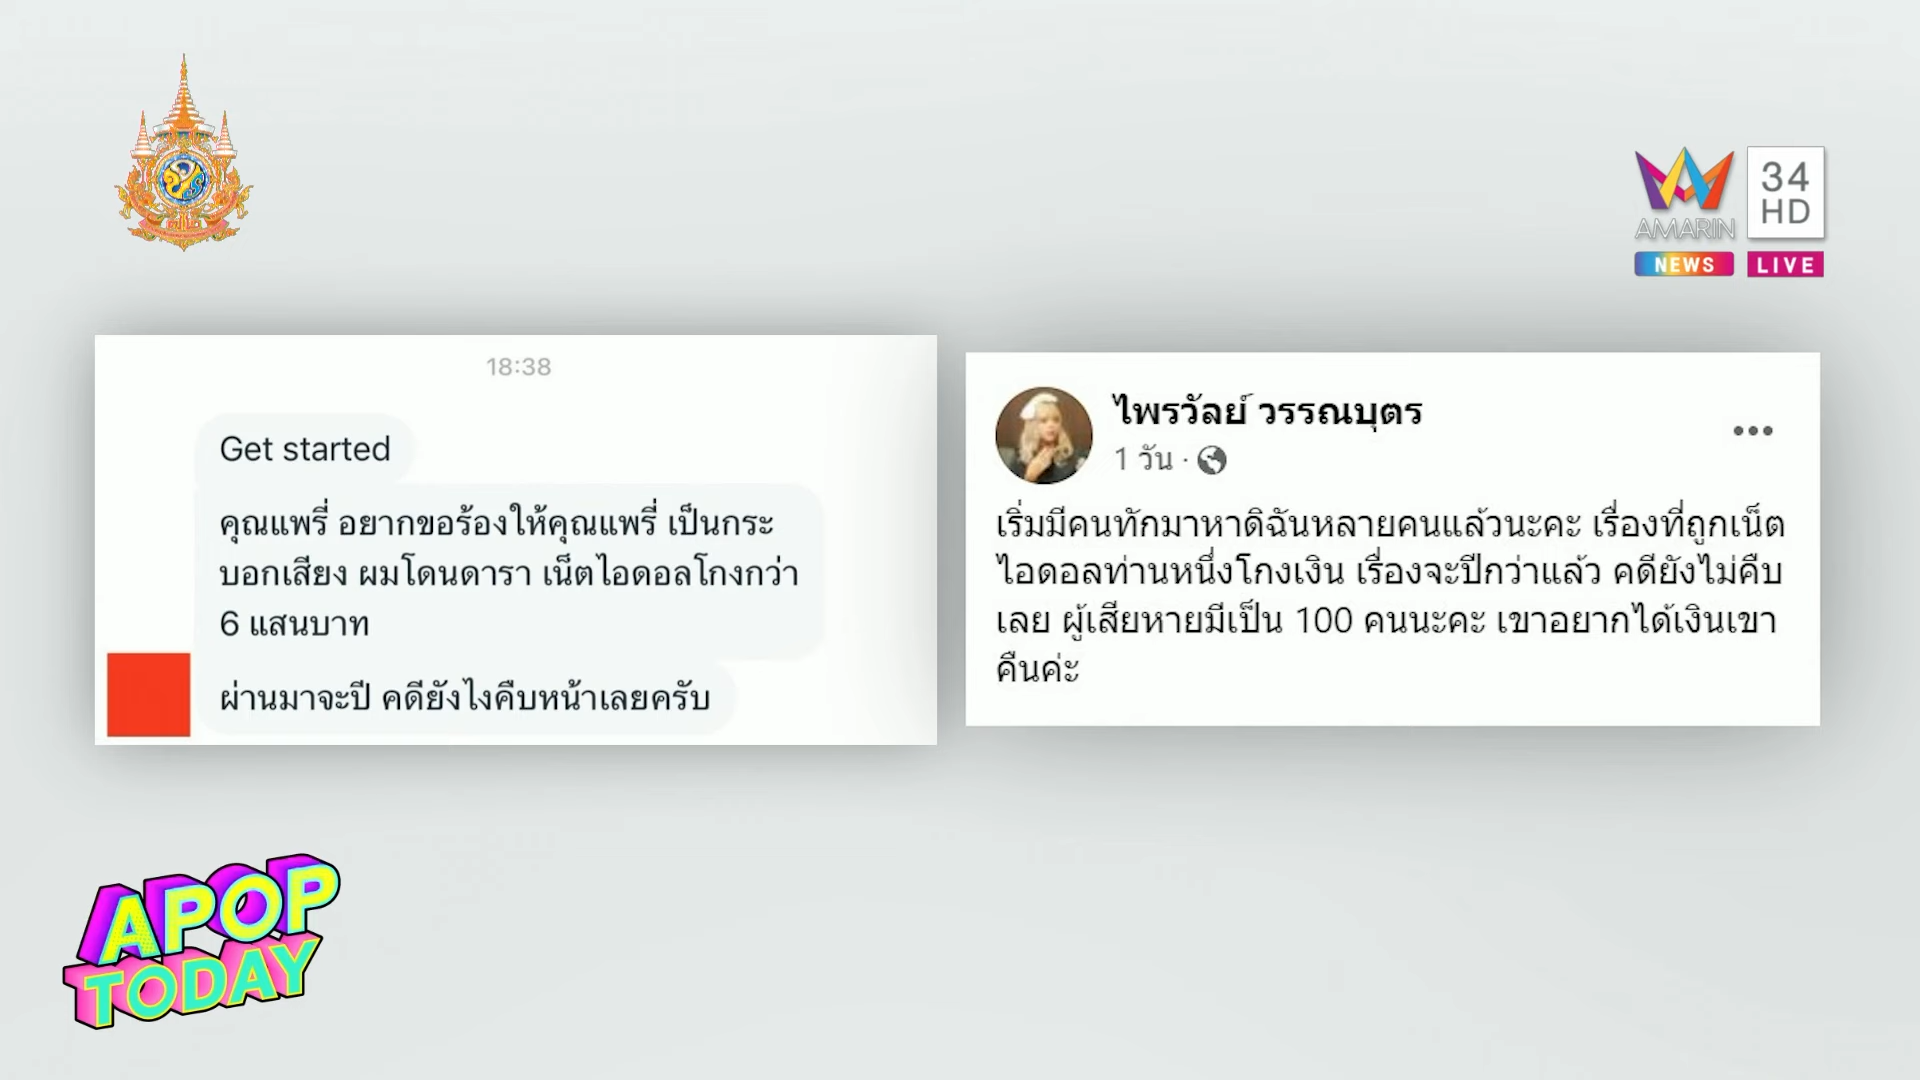 AMARIN
34
HD
NEWS
LIVE
18:38
Get started
คุณแพรี่ อยากขอร้องให้คุณแพรี่ เป็นกระ
บอกเสียง ผมโดนดารา เน็ตไอดอลโกงกว่า
6 แสนบาท
ผ่านมาจะปี คดียังไงคืบหน้าเลยครับ
ไพรวัลย์ วรรณบุตร
1 วัน ·
เริ่มมีคนทักมาหาดิฉันหลายคนแล้วนะคะ เรื่องที่ถูกเน็ต
ไอดอลท่านหนึ่งโกงเงิน เรื่องจะปีกว่าแล้ว คดียังไม่คืบ
เลย ผู้เสียหายมีเป็น 100 คนนะคะ เขาอยากได้เงินเขา
คืนค่ะ
APOP
TODAY